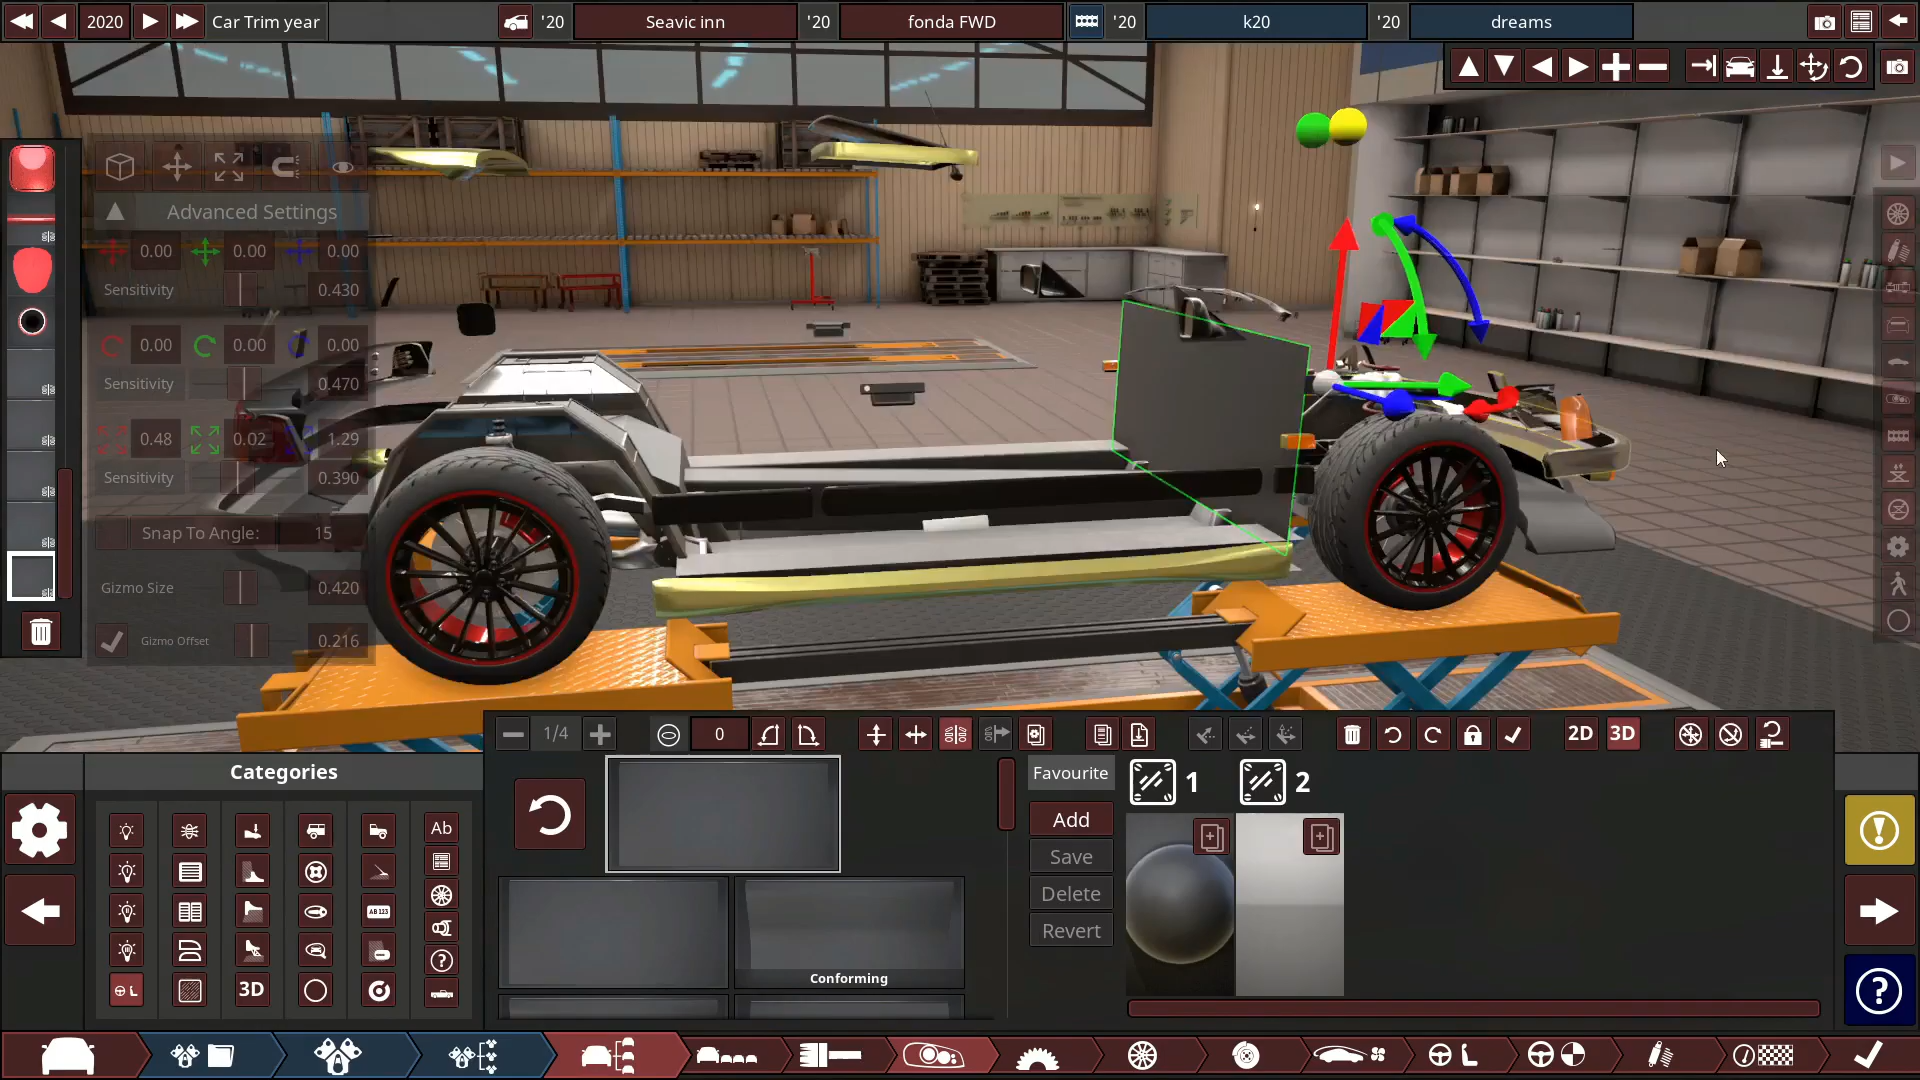 2020
Car Trim year
'20
Seavic inn
'20
fonda FWD
'20
k20
'20
dreams
Advanced Settings
0.00
0.00
0.00
Sensitivity
0.430
0.00
0.00
0.00
Sensitivity
0.470
0.48
0.02
1.29
Sensitivity
0.390
Snap To Angle:
15
Gizmo Size
0.420
Gizmo Offset
0.216
1/4
0
2D
3D
Categories
Ab
AB 123
3D
Conforming
Favourite
Add
Save
Delete
Revert
1
2